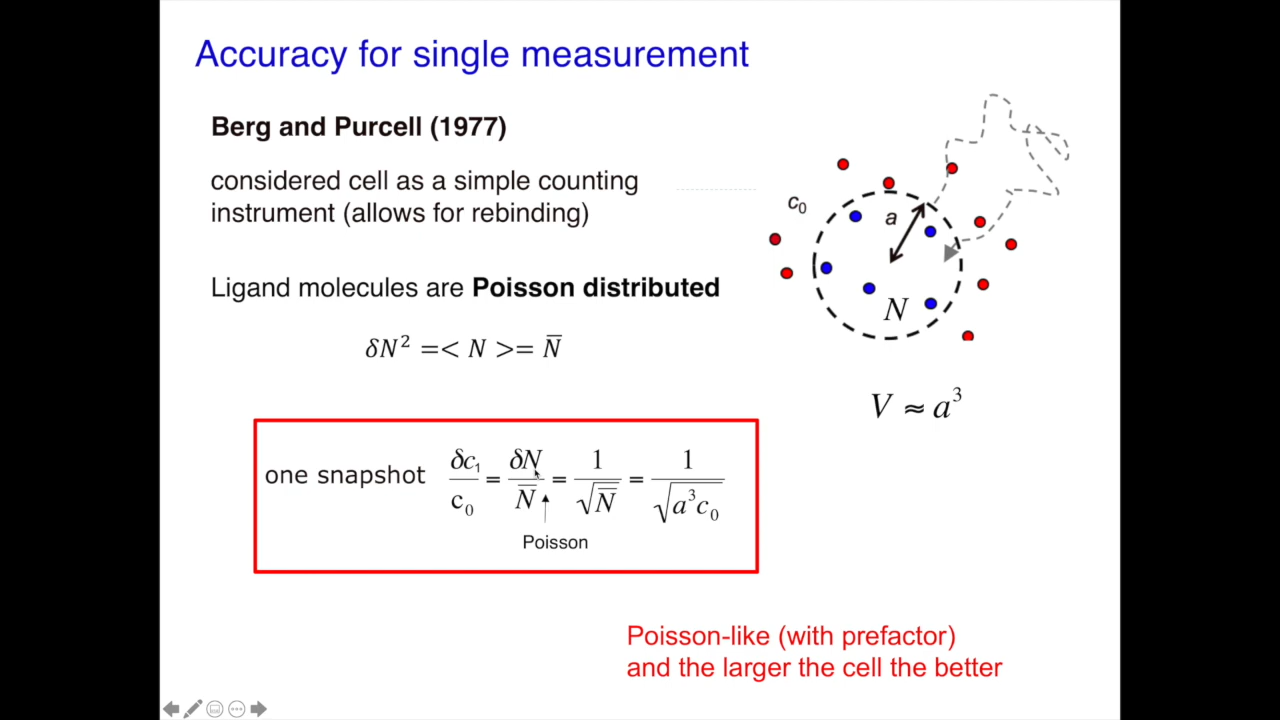 Accuracy for single measurement
Berg and Purcell (1977)
considered cell as a simple counting
instrument (allows for rebinding)
Ligand molecules are Poisson distributed
δN² =< N >= N̅
c₀
a
N
V ≈ a³
one snapshot δc₁/c₀ = δN/N̅ = 1/√N̅ = 1/√(a³c₀)
Poisson
Poisson-like (with prefactor)
and the larger the cell the better